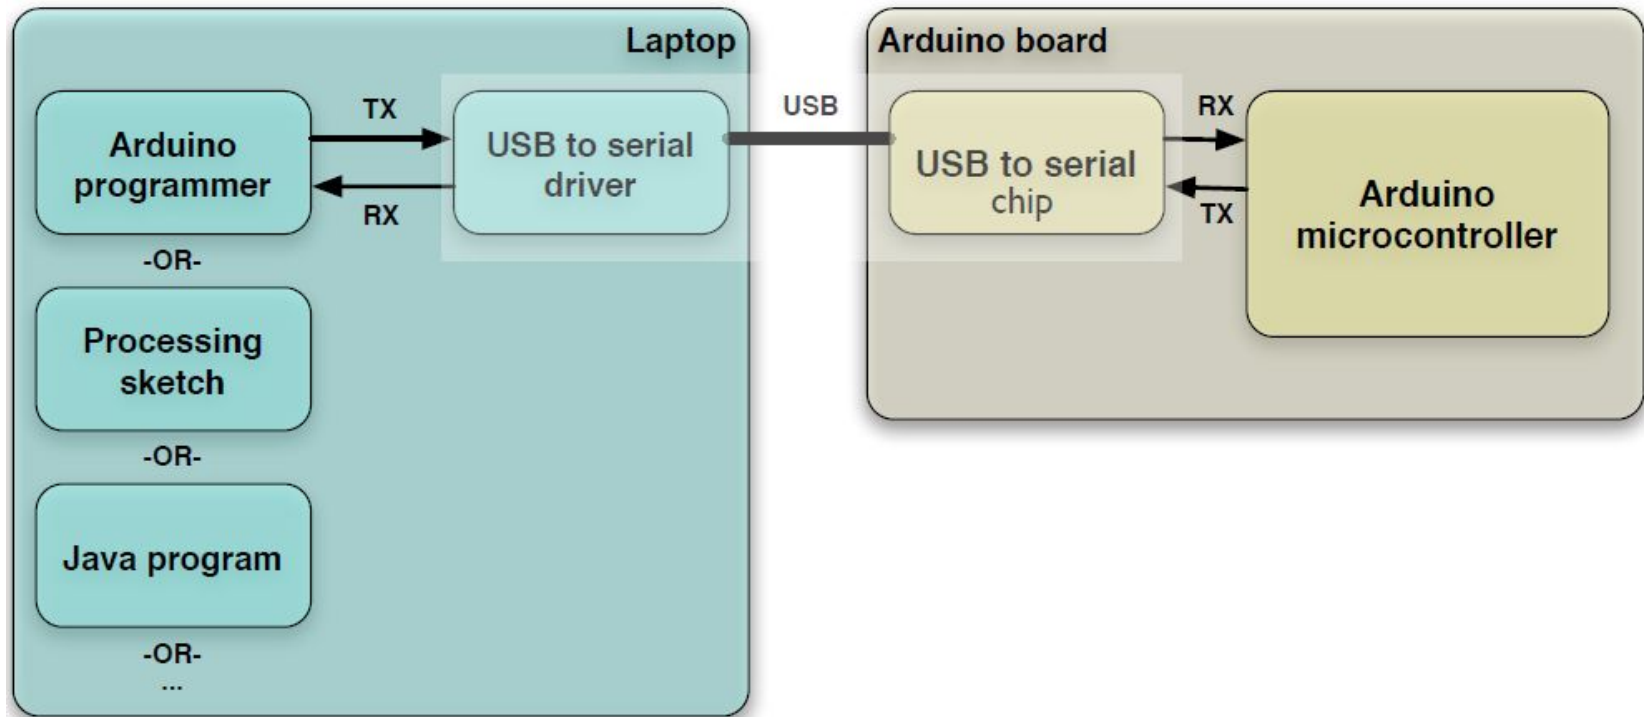 Laptop
Arduino
programmer
TX
RX
USB to serial
driver
-OR-
Processing
sketch
-OR-
Java program
-OR-
...
USB
Arduino board
USB to serial
chip
RX
TX
Arduino
microcontroller